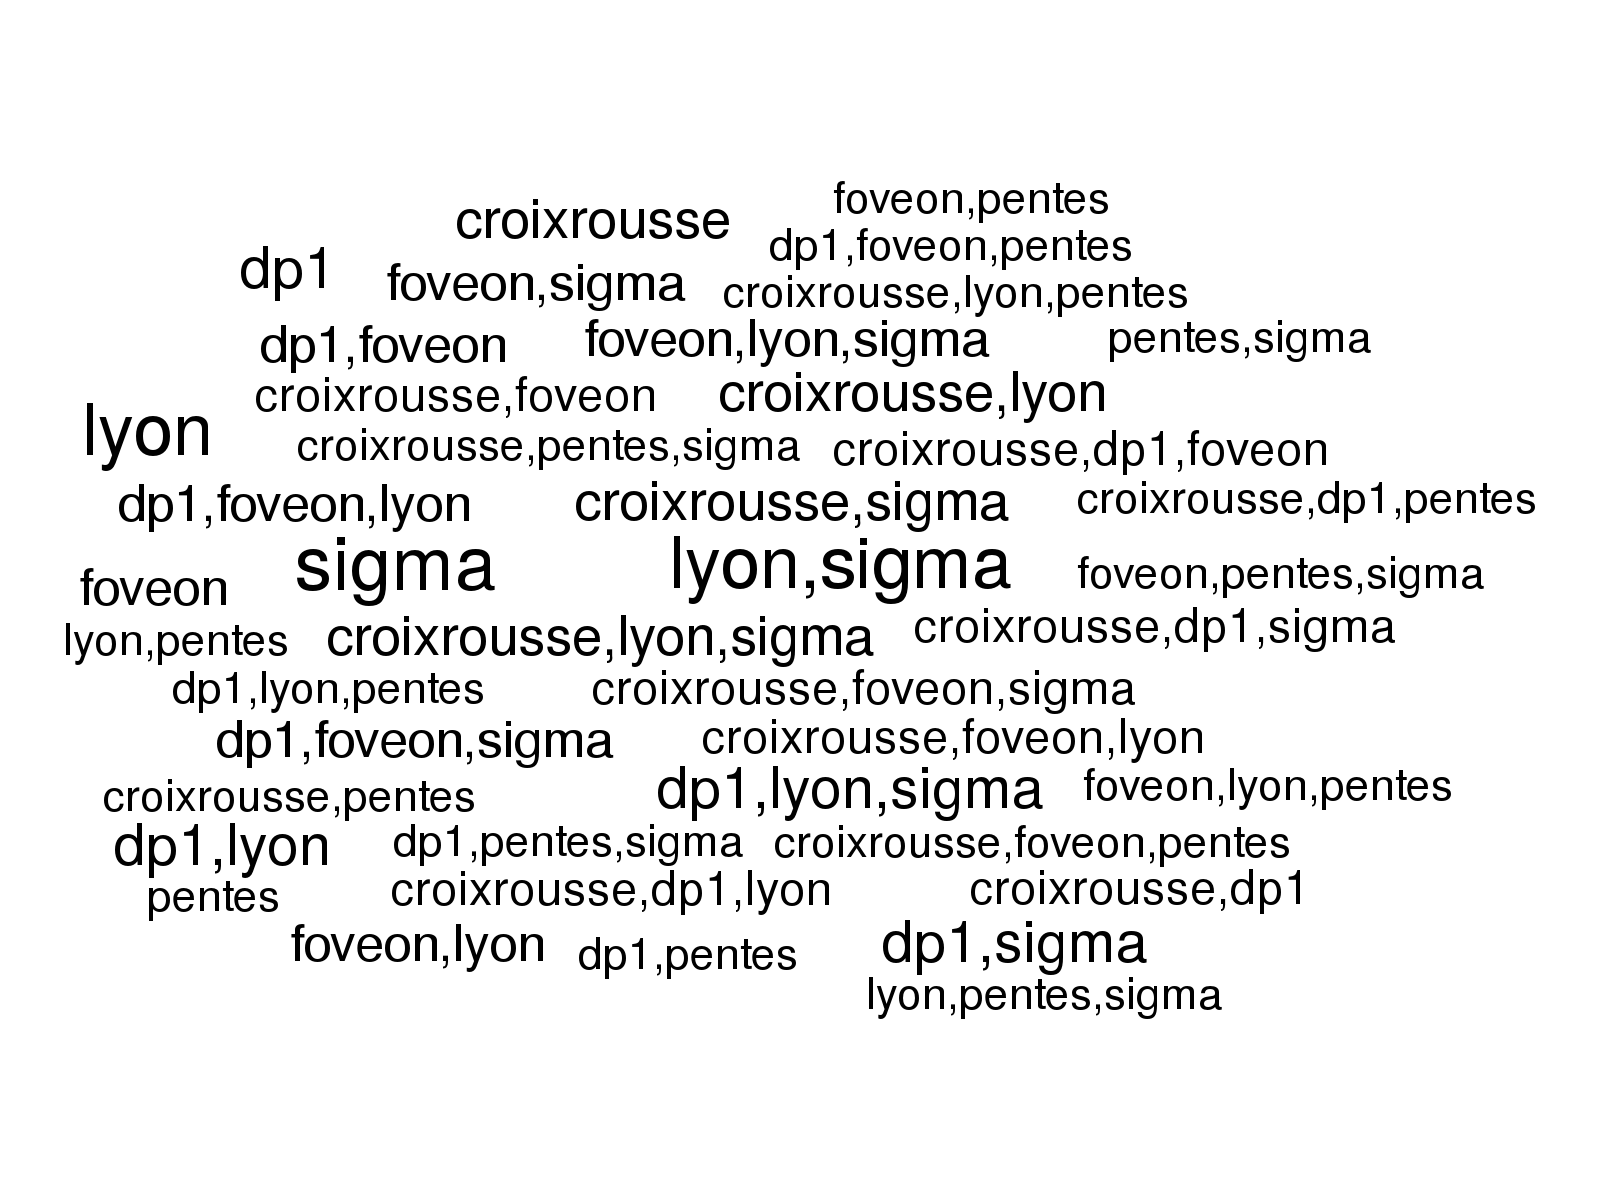 foveon,pentes
croixrousse
dp1,foveon,pentes
dp1
foveon,sigma
croixrousse,lyon,pentes
dp1,foveon
foveon,lyon,sigma
pentes,sigma
croixrousse,foveon
croixrousse,lyon
lyon
croixrousse,pentes,sigma
croixrousse,dp1,foveon
dp1,foveon,lyon
croixrousse,sigma
croixrousse,dp1,pentes
sigma
lyon,sigma
foveon,pentes,sigma
foveon
lyon,pentes
croixrousse,lyon,sigma
croixrousse,dp1,sigma
dp1,lyon,pentes
croixrousse,foveon,sigma
dp1,foveon,sigma
croixrousse,foveon,lyon
croixrousse,pentes
dp1,lyon,sigma
foveon,lyon,pentes
dp1,lyon
dp1,pentes,sigma
croixrousse,foveon,pentes
pentes
croixrousse,dp1,lyon
croixrousse,dp1
foveon,lyon
dp1,pentes
dp1,sigma
lyon,pentes,sigma